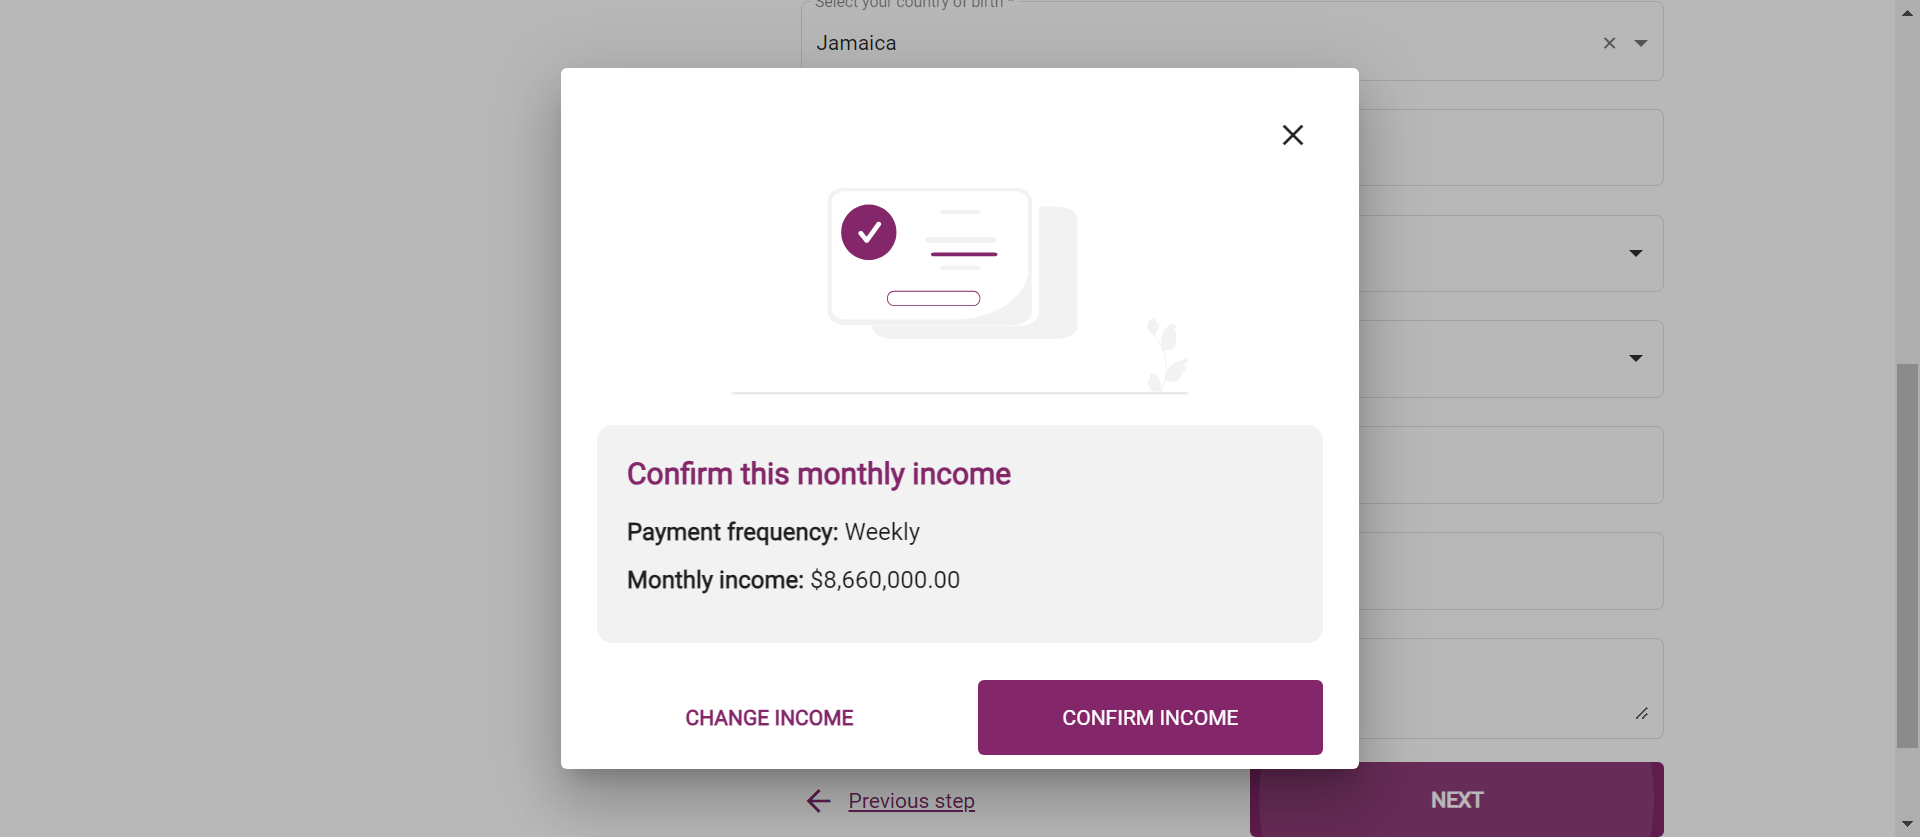 Select your country of birth *
Jamaica
Confirm this monthly income
Payment frequency: Weekly
Monthly income: $8,660,000.00
CHANGE INCOME
CONFIRM INCOME
Previous step
NEXT